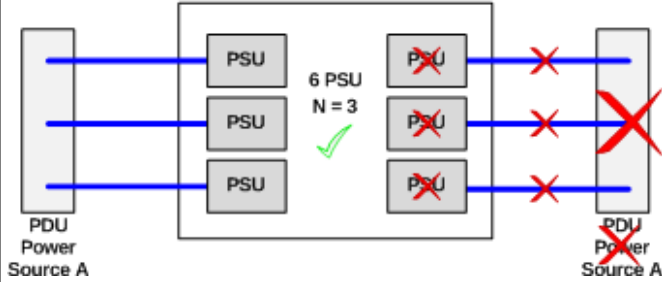 PSU
PSU
6 PSU
N = 3
PSU
PSU
PSU
PSU
PDU
Power
Source A
PDU
Power
Source A